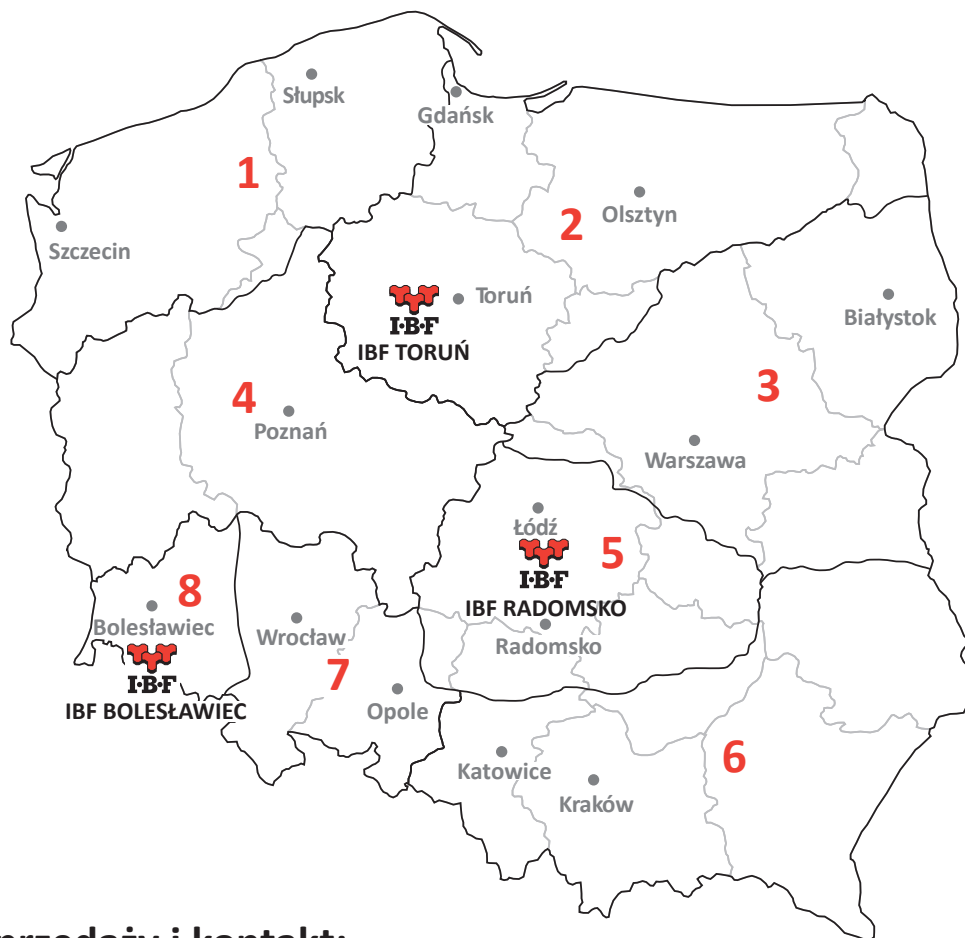 Słupsk
Gdańsk
1
Olsztyn
2
Szczecin
Toruń
I·B·F
IBF TORUŃ
Białystok
3
4
Poznań
Warszawa
Łódź
5
I·B·F
IBF RADOMSKO
Radomsko
8
Bolesławiec
I·B·F
IBF BOLESŁAWIEC
Wrocław
7
Opole
6
Katowice
Kraków
i kontakt: